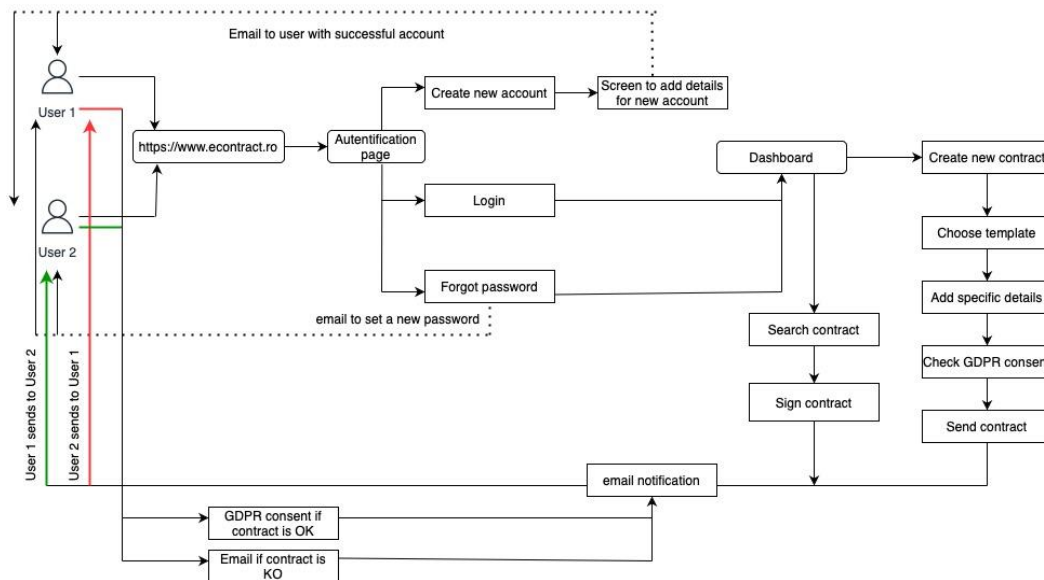 Email to user with successful account
User 1
Create new account
Screen to add details
for new account
https://www.econtract.ro
Autentification
page
Dashboard
Create new contract
Login
User 2
Choose template
Forgot password
Add specific details
email to set a new password
Search contract
Check GDPR consen
User 1 sends to User 2
User 2 sends to User 1
Sign contract
Send contract
email notification
GDPR consent if
contract is OK
Email if contract is
KO